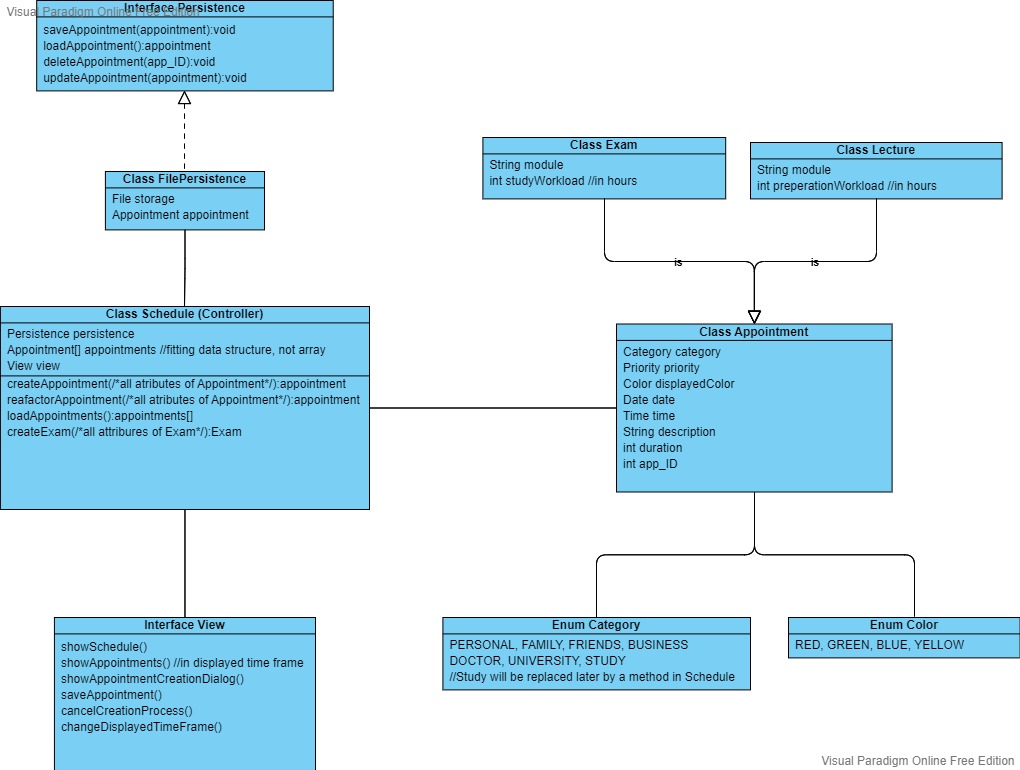 Visual Paradigm Online Free Edition
Interface Persistence
saveAppointment(appointment):void
loadAppointment():appointment
deleteAppointment(app_ID):void
updateAppointment(appointment):void
Class FilePersistence
File storage
Appointment appointment
Class Exam
String module
int studyWorkload //in hours
Class Lecture
String module
int preperationWorkload //in hours
is
is
Class Schedule (Controller)
Persistence persistence
Appointment[] appointments //fitting data structure, not array
View view
createAppointment(/*all atributes of Appointment*/):appointment
reafactorAppointment(/*all atributes of Appointment*/):appointment
loadAppointments():appointments[]
createExam(/*all attribures of Exam*/):Exam
Class Appointment
Category category
Priority priority
Color displayedColor
Date date
Time time
String description
int duration
int app_ID
Interface View
showSchedule()
showAppointments() //in displayed time frame
showAppointmentCreationDialog()
saveAppointment()
cancelCreationProcess()
changeDisplayedTimeFrame()
Enum Category
PERSONAL, FAMILY, FRIENDS, BUSINESS
DOCTOR, UNIVERSITY, STUDY
//Study will be replaced later by a method in Schedule
Enum Color
RED, GREEN, BLUE, YELLOW
Visual Paradigm Online Free Edition